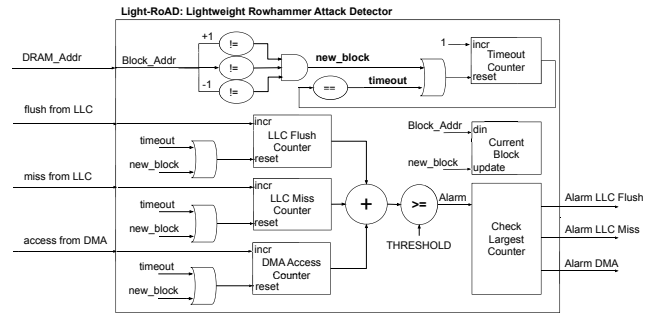 Light-RoAD: Lightweight Rowhammer Attack Detector
DRAM_Addr
Block_Addr
+1
!=
!=
-1
!=
new_block
timeout
==
1
incr
Timeout
Counter
reset
flush from LLC
incr
LLC Flush
Counter
reset
timeout
new_block
Block_Addr
din
Current
Block
new_block
update
miss from LLC
incr
LLC Miss
Counter
reset
timeout
new_block
+
>=
Alarm
THRESHOLD
Check
Largest
Counter
Alarm LLC Flush
Alarm LLC Miss
Alarm DMA
access from DMA
incr
DMA Access
Counter
reset
timeout
new_block